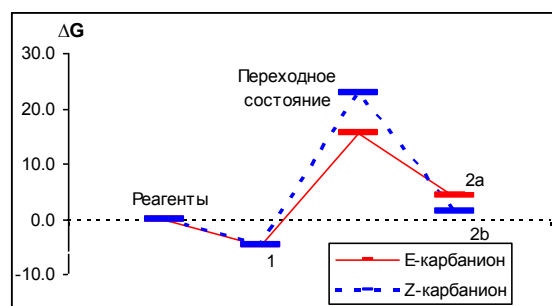 ΔG
30.0
20.0
10.0
0.0
-10.0
Переходное
состояние
Реагенты
1
2a
2b
Е-карбанион
Z-карбанион